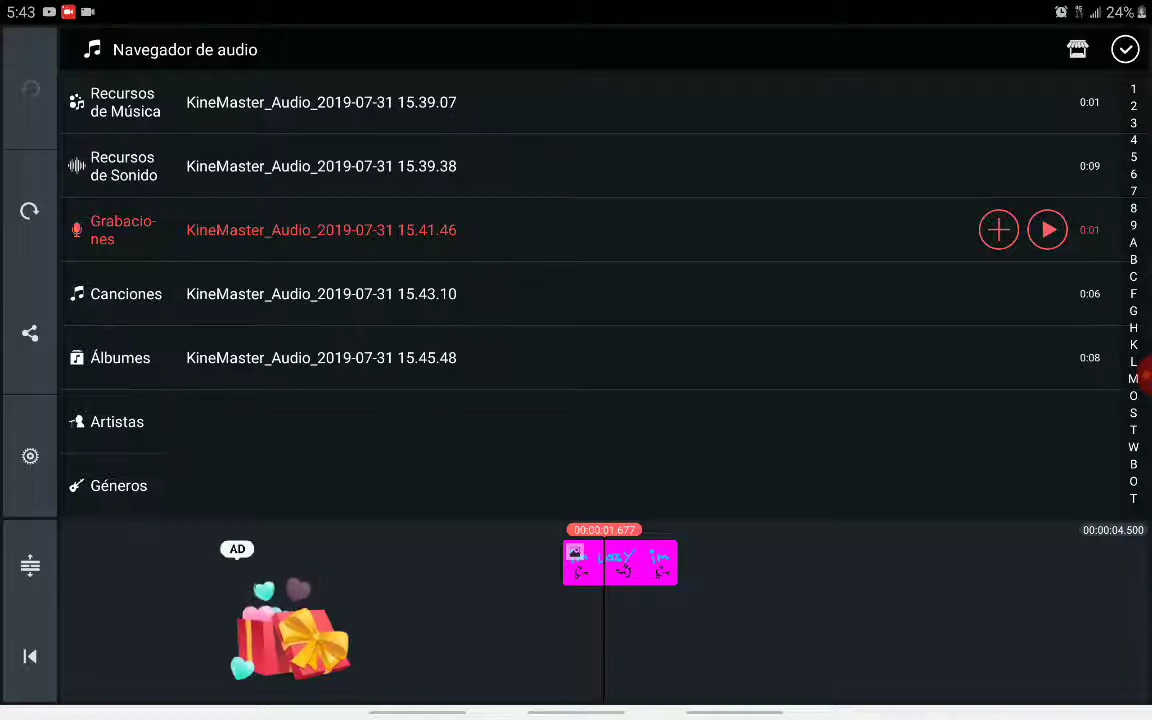 5:43
24%
Navegador de audio
Recursos
de Música
KineMaster_Audio_2019-07-31 15.39.07
0:01
Recursos
de Sonido
KineMaster_Audio_2019-07-31 15.39.38
0:09
Grabacio-
nes
KineMaster_Audio_2019-07-31 15.41.46
0:01
Canciones
KineMaster_Audio_2019-07-31 15.43.10
0:06
Álbumes
KineMaster_Audio_2019-07-31 15.45.48
0:08
Artistas
Géneros
1
2
3
4
5
6
7
8
9
A
B
C
F
G
H
K
L
M
O
S
T
W
B
O
T
00:00:01.677
00:00:04.500
AD
lazy im